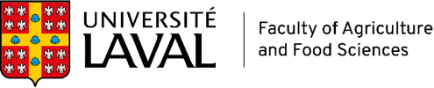 UNIVERSITÉ
LAVAL
Faculty of Agriculture
and Food Sciences